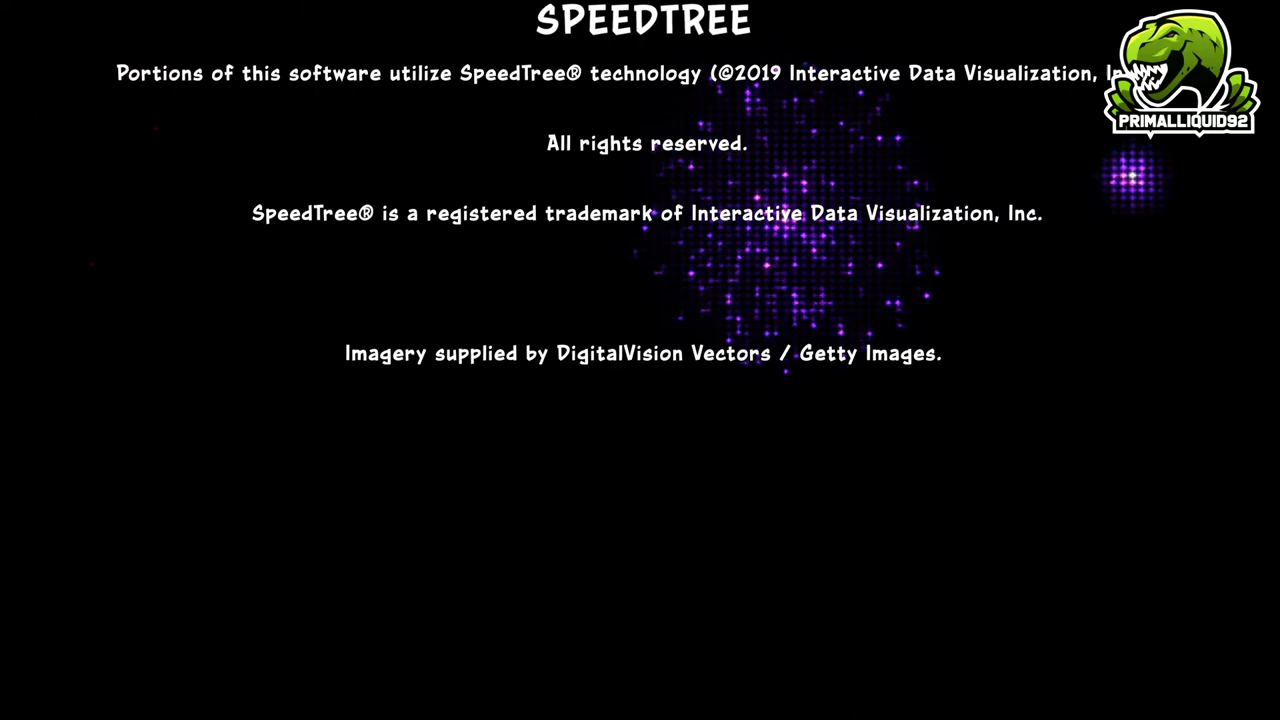 SPEEDTREE
Portions of this software utilize SpeedTree® technology (©2019 Interactive Data Visualization,
PRIMALLIQUID92
All rights reserved.
SpeedTree® is a registered trademark of Interactive Data Visualization, Inc.
Imagery supplied by DigitalVision Vectors / Getty Images.